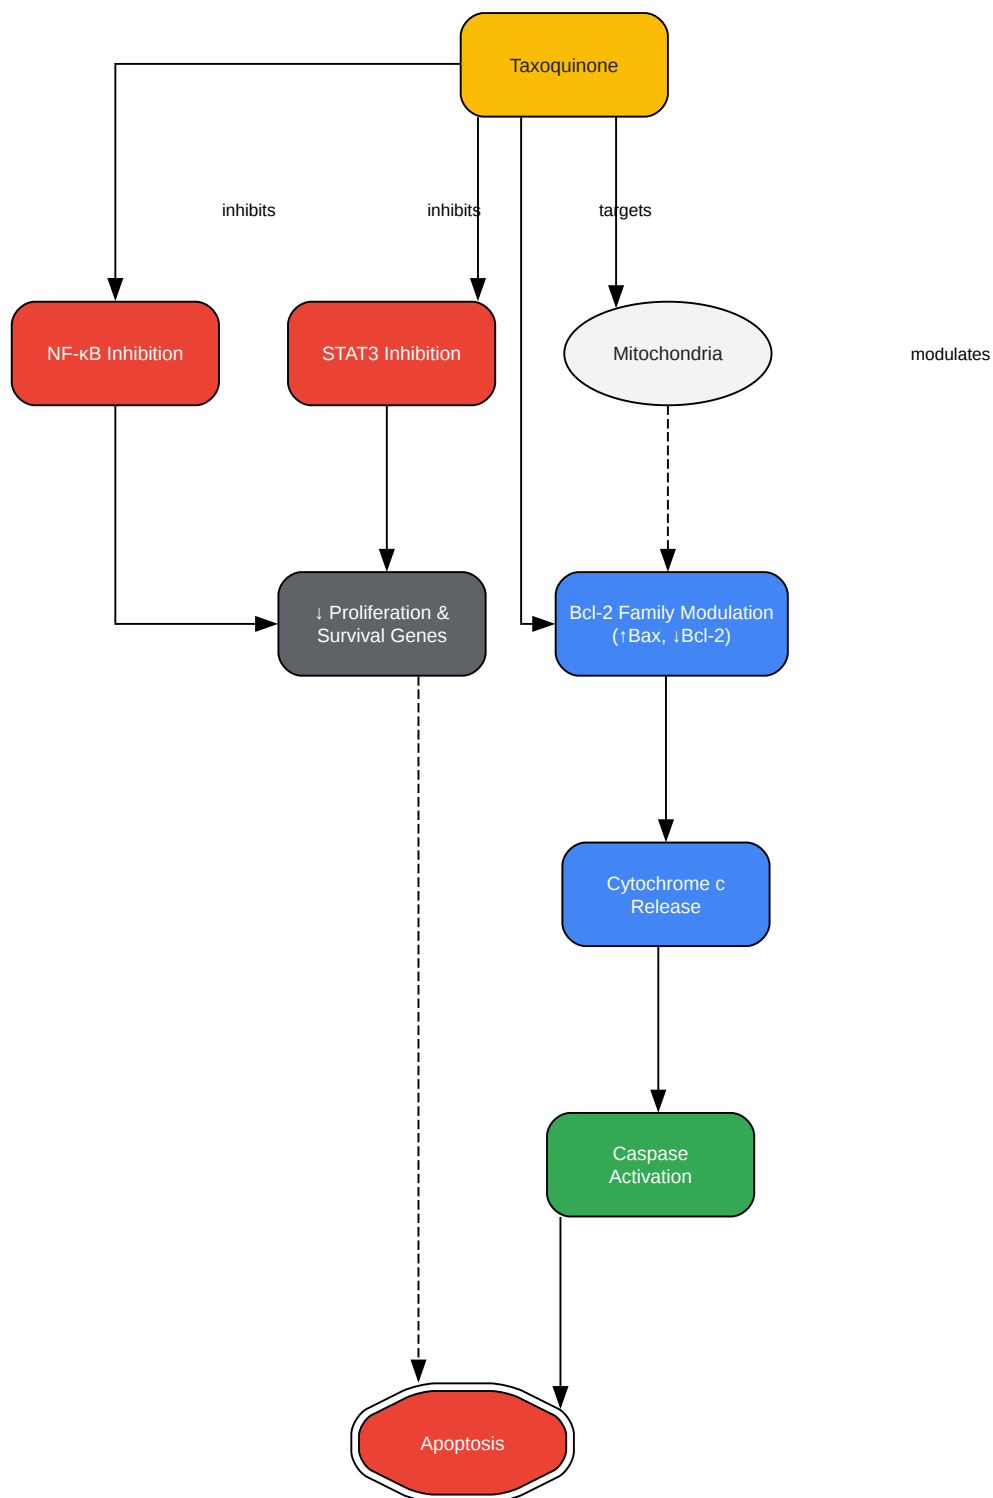 Taxoquinone
inhibits
inhibits
targets
NF-κB Inhibition
STAT3 Inhibition
Mitochondria
modulates
↓ Proliferation &
Survival Genes
Bcl-2 Family Modulation
(↑Bax, ↓Bcl-2)
Cytochrome c
Release
Caspase
Activation
Apoptosis